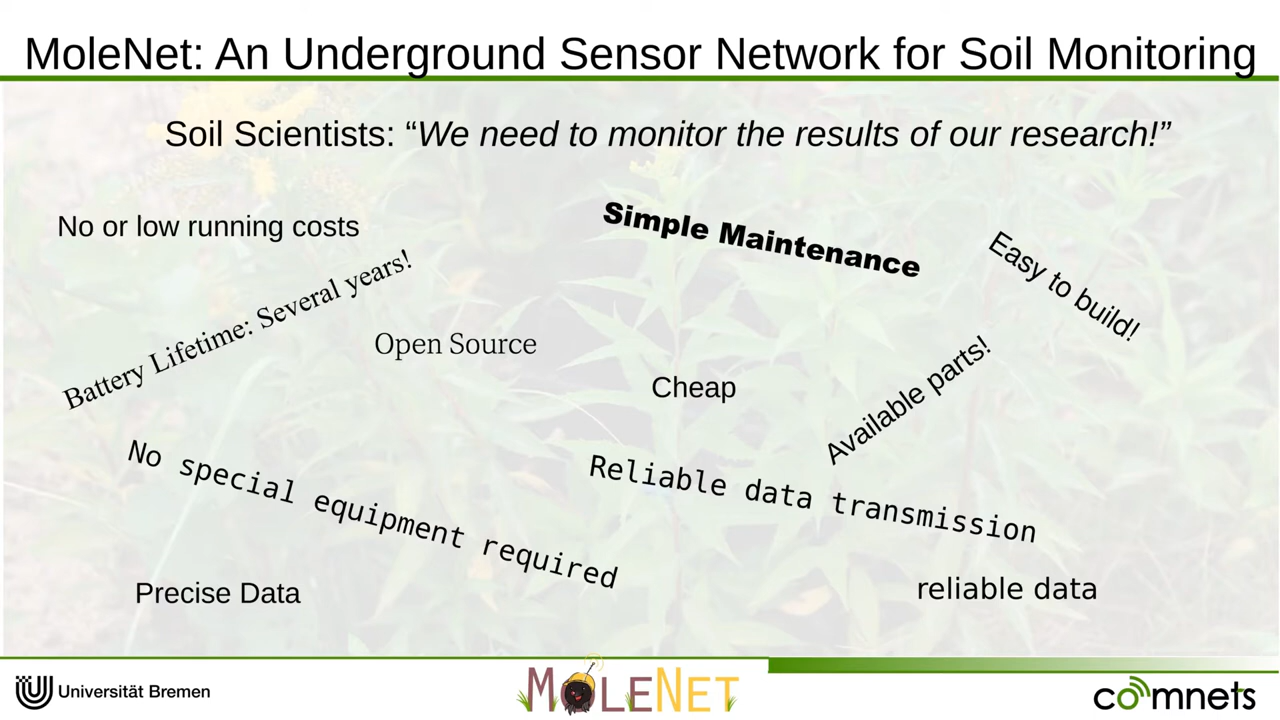 MoleNet: An Underground Sensor Network for Soil Monitoring
Soil Scientists: “We need to monitor the results of our research!”
No or low running costs
Simple Maintenance
Easy to build!
Battery Lifetime: Several years!
Open Source
Cheap
Available parts!
No special equipment required
Reliable data transmission
Precise Data
reliable data
Universität Bremen
MOLENET
comnets